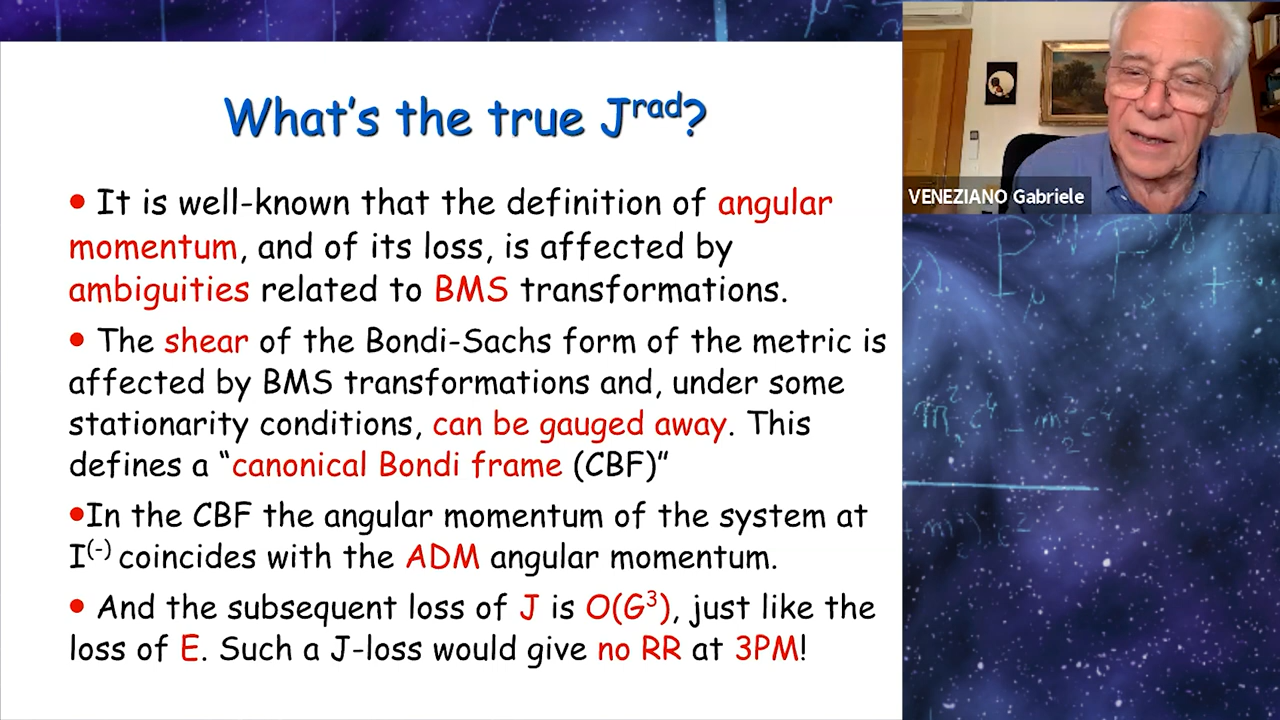 What's the true Jʳᵃᵈ?
• It is well-known that the definition of angular
momentum, and of its loss, is affected by
ambiguities related to BMS transformations.
• The shear of the Bondi-Sachs form of the metric is
affected by BMS transformations and, under some
stationarity conditions, can be gauged away. This
defines a “canonical Bondi frame (CBF)”
•In the CBF the angular momentum of the system at
I⁽⁻⁾ coincides with the ADM angular momentum.
• And the subsequent loss of J is O(G³), just like the
loss of E. Such a J-loss would give no RR at 3PM!
VENEZIANO Gabriele